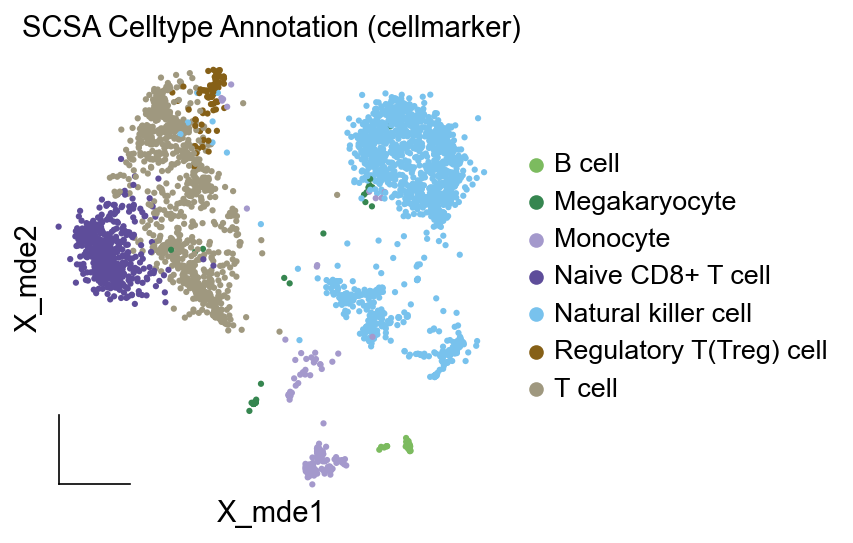 SCSA Celltype Annotation (cellmarker)
B cell
Megakaryocyte
Monocyte
Naive CD8+ T cell
Natural killer cell
Regulatory T(Treg) cell
T cell
X_mde2
X_mde1